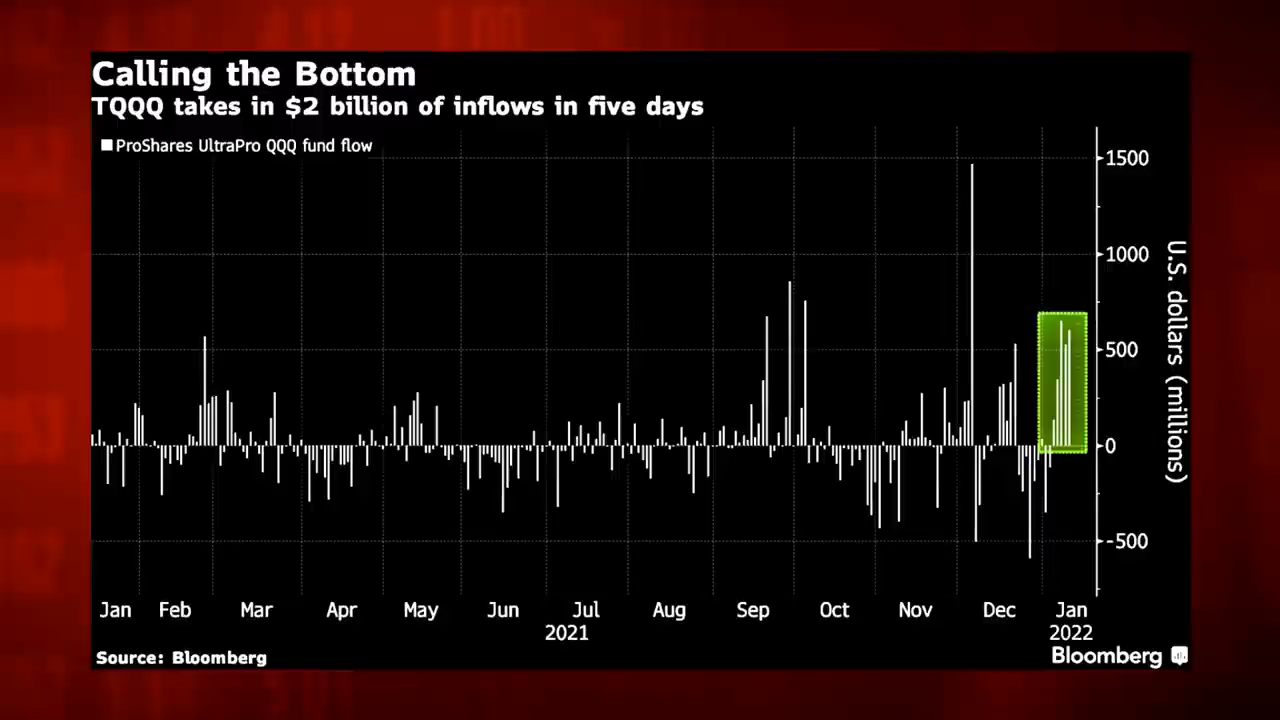 Calling the Bottom
TQQQ takes in $2 billion of inflows in five days
ProShares UltraPro QQQ fund flow
1500
1000
500
0
-500
U.S. dollars (millions)
Jan Feb Mar Apr May Jun Jul Aug Sep Oct Nov Dec Jan
2021 2022
Source: Bloomberg
Bloomberg